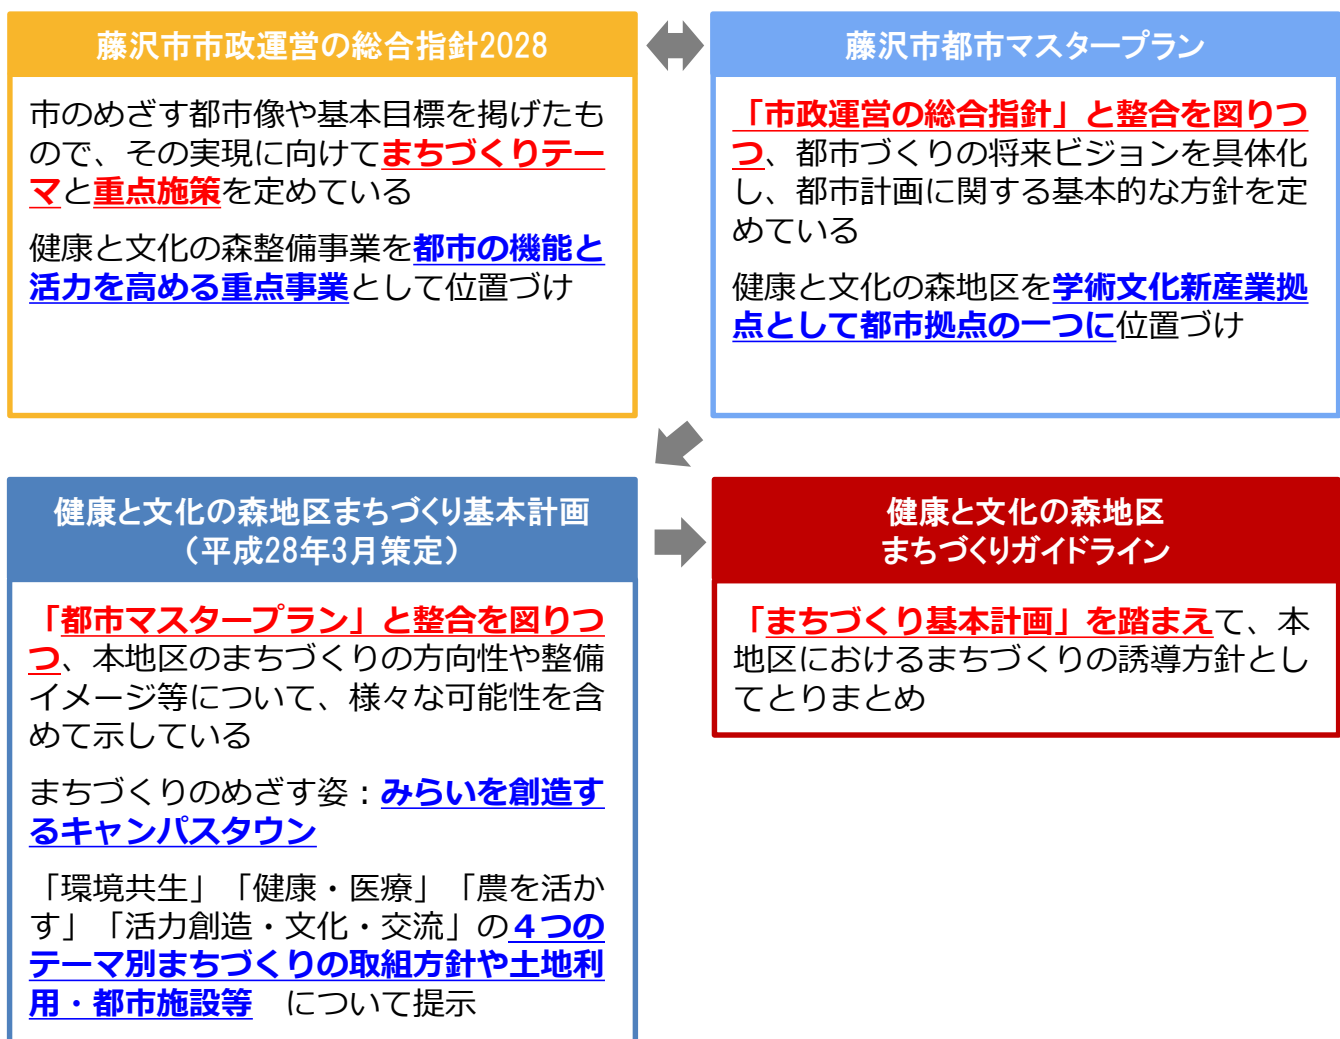 藤沢市市政運営の総合指針2028
市のめざす都市像や基本目標を掲げたも
ので、その実現に向けてまちづくりテー
マと重点施策を定めている
健康と文化の森整備事業を都市の機能と
活力を高める重点事業として位置づけ
藤沢市都市マスタープラン
「市政運営の総合指針」と整合を図りつ
つ、都市づくりの将来ビジョンを具体化
し、都市計画に関する基本的な方針を定
めている
健康と文化の森地区を学術文化新産業拠
点として都市拠点の一つに位置づけ
健康と文化の森地区まちづくり基本計画
（平成28年3月策定）
「都市マスタープラン」と整合を図りつ
つ、本地区のまちづくりの方向性や整備
イメージ等について、様々な可能性を含
めて示している
まちづくりのめざす姿：みらいを創造す
るキャンパスタウン
「環境共生」「健康・医療」「農を活か
す」「活力創造・文化・交流」の４つの
テーマ別まちづくりの取組方針や土地利
用・都市施設等　について提示
健康と文化の森地区
まちづくりガイドライン
「まちづくり基本計画」を踏まえて、本
地区におけるまちづくりの誘導方針とし
てとりまとめ